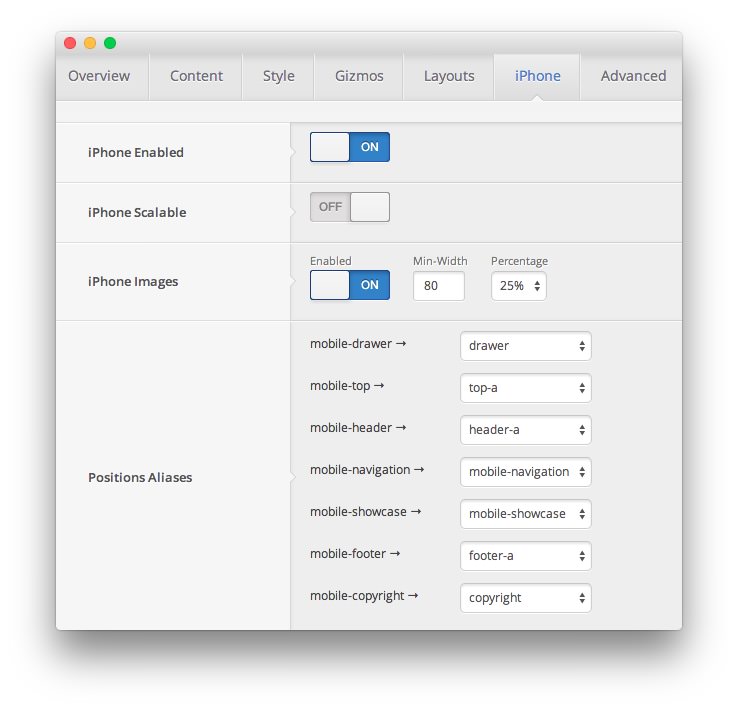 Overview Content Style Gizmos Layouts iPhone Advanced
iPhone Enabled ON
iPhone Scalable OFF
Enabled Min-Width Percentage
iPhone Images ON 80 25%
mobile-drawer → drawer
mobile-top → top-a
mobile-header → header-a
mobile-navigation → mobile-navigation
Positions Aliases
mobile-showcase → mobile-showcase
mobile-footer → footer-a
mobile-copyright → copyright